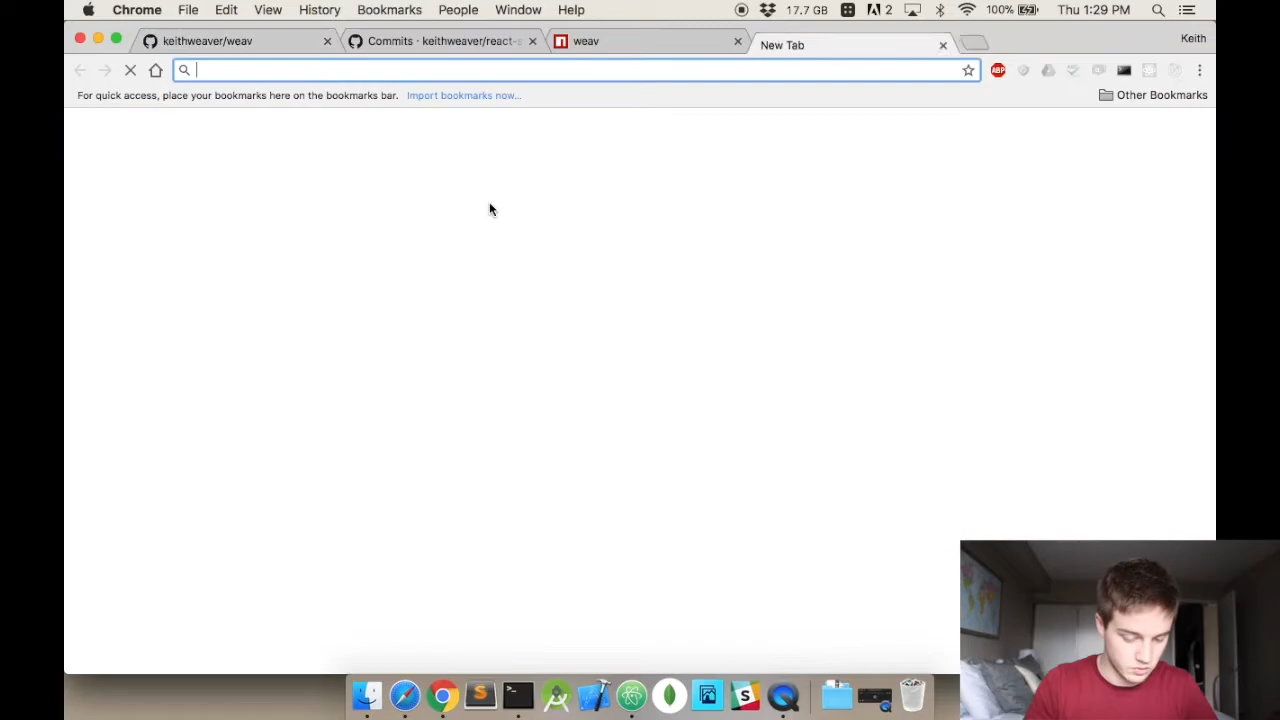 Chrome File Edit View History Bookmarks People Window Help 17.7 GB 2 100% Thu 1:29 PM
keithweaver/weav Commits · keithweaver/react-s weav New Tab Keith
ABP
For quick access, place your bookmarks here on the bookmarks bar. Import bookmarks now... Other Bookmarks